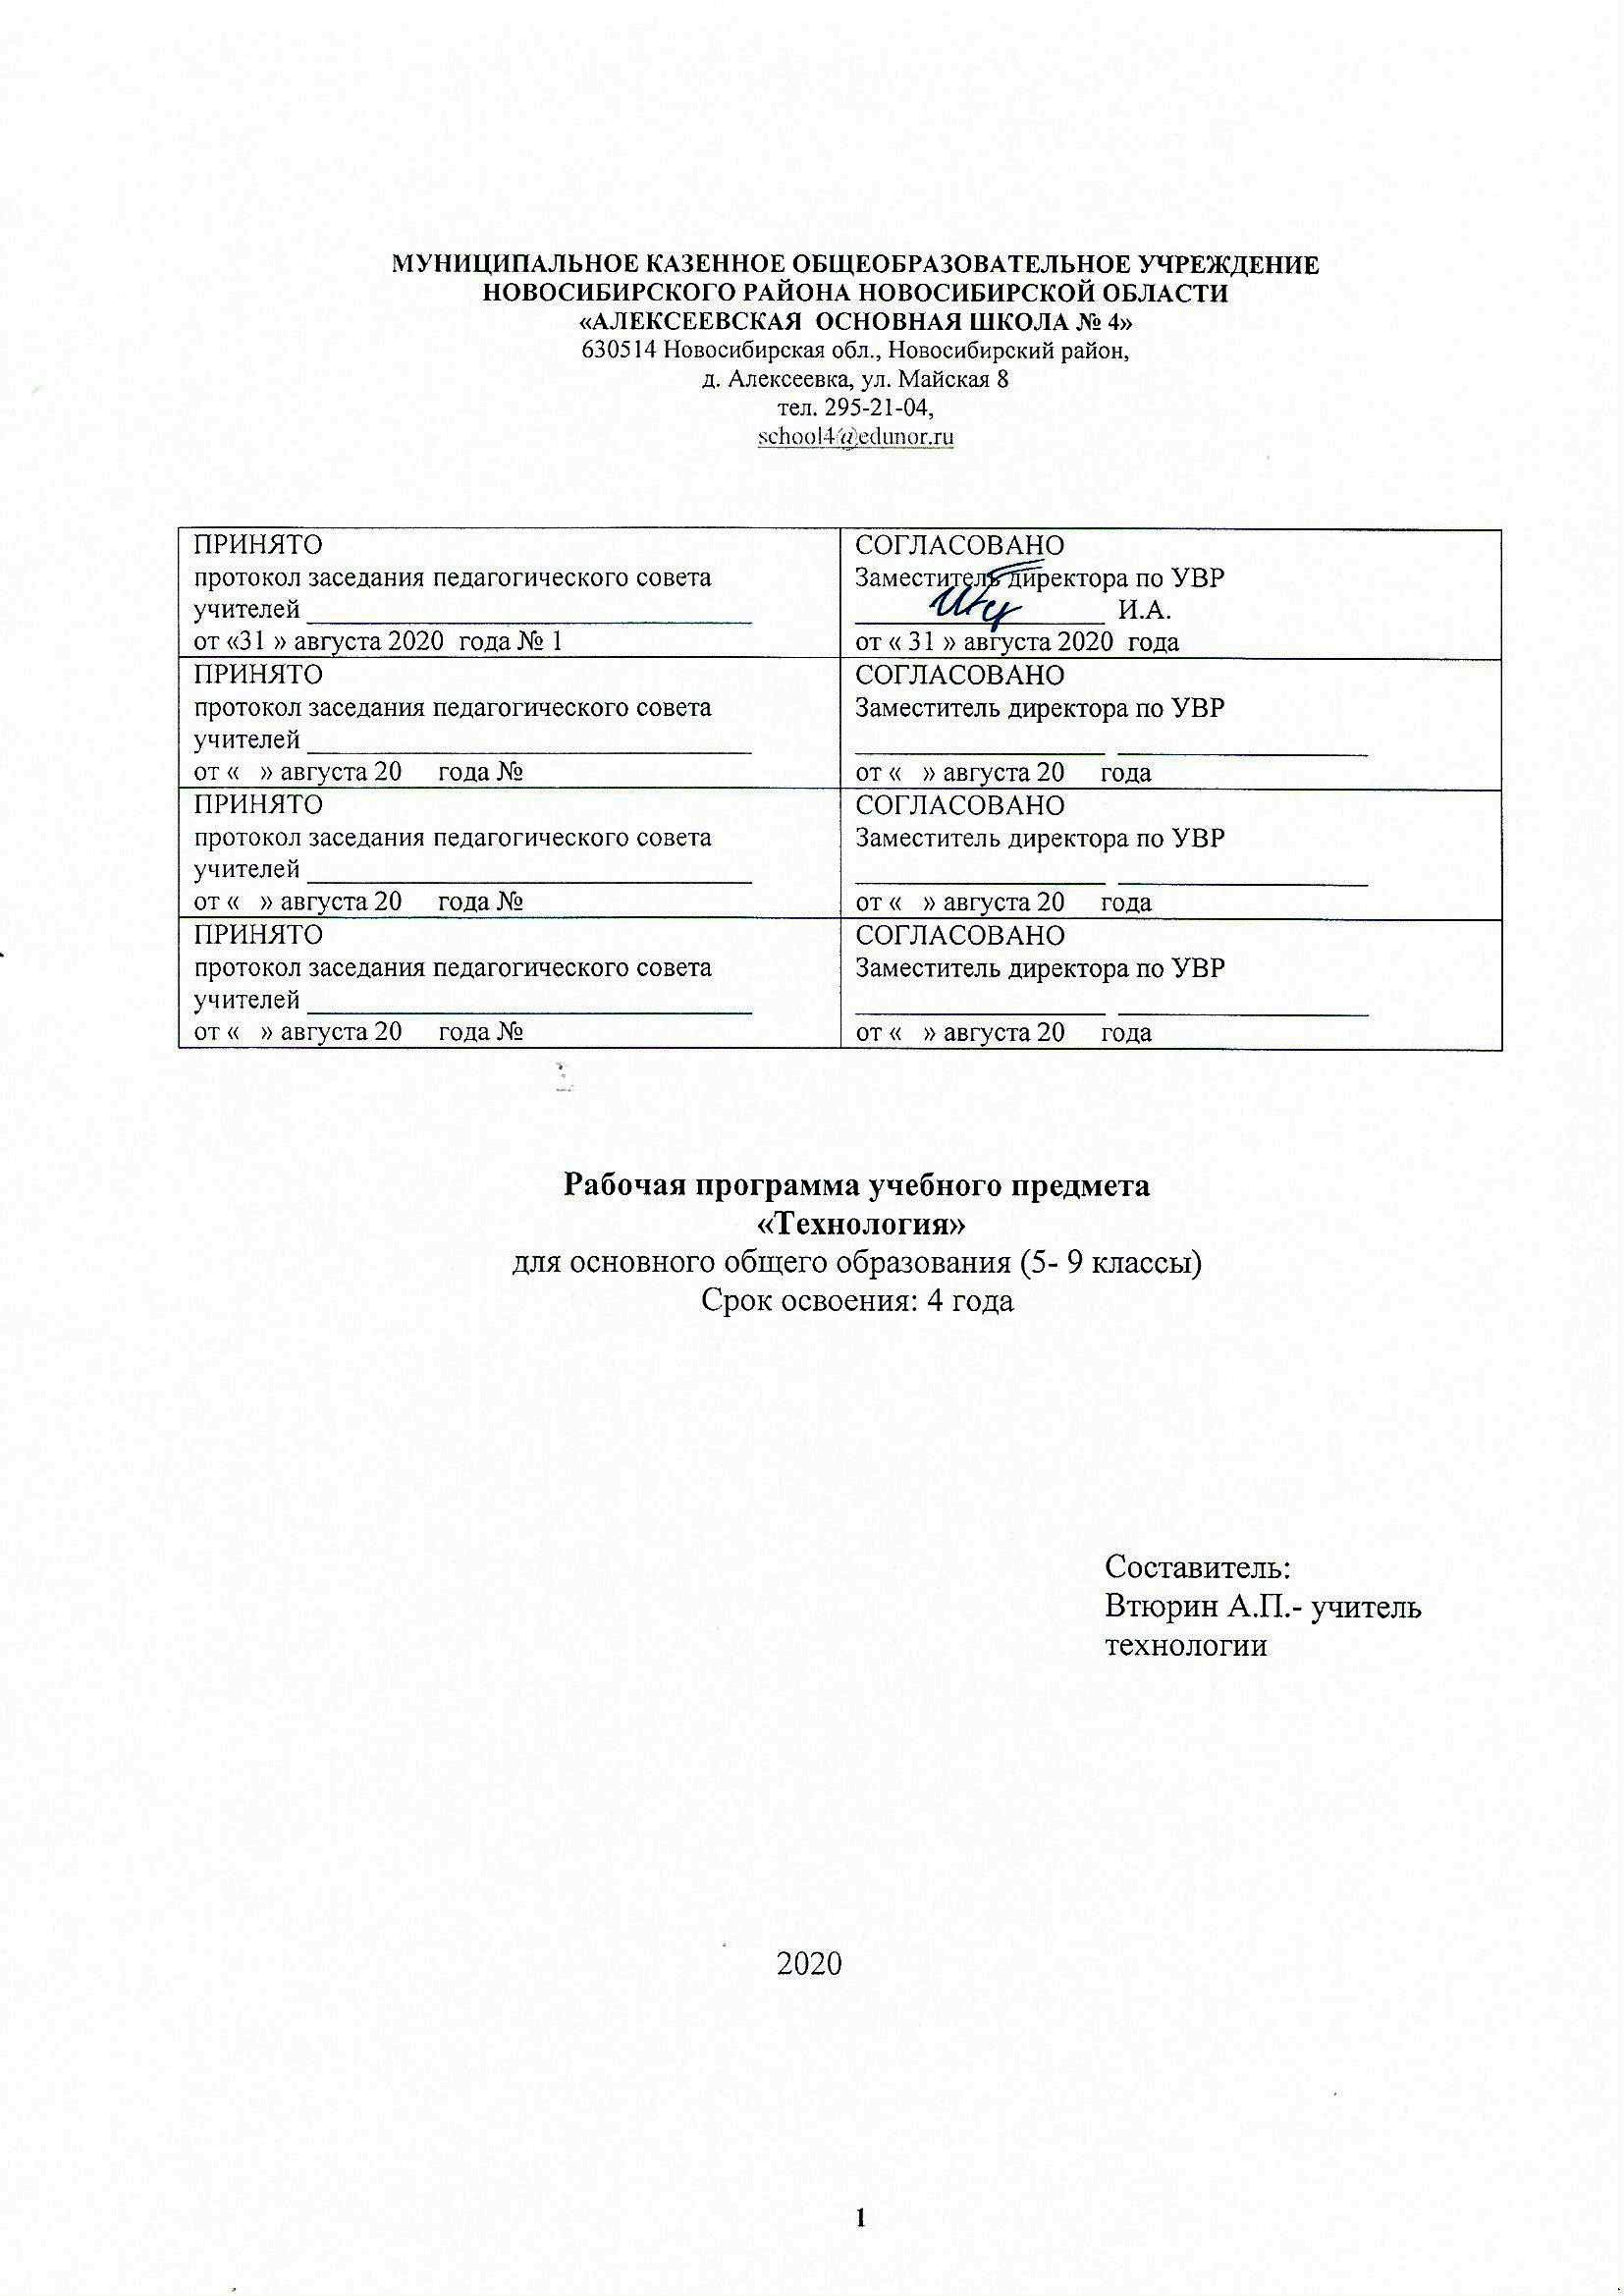 МУНИЦИПАЛЬНОЕ КАЗЕННОЕ ОБЩЕОБРАЗОВАТЕЛЬНОЕ УЧРЕЖДЕНИЕ
НОВОСИБИРСКОГО РАЙОНА НОВОСИБИРСКОЙ ОБЛАСТИ
«АЛЕКСЕЕВСКАЯ ОСНОВНАЯ ШКОЛА № 4»
630514 Новосибирская обл., Новосибирский район,
д. Алексеевка, ул. Майская 8
тел. 295-21-04,
school4@edunor.ru
ПРИНЯТО
протокол заседания педагогического совета
учителей
от «31 » августа 2020 года № 1
СОГЛАСОВАНО
Заместитель директора по УВР
И.А.
от « 31 » августа 2020 года
ПРИНЯТО
протокол заседания педагогического совета
учителей
от « » августа 20 года №
СОГЛАСОВАНО
Заместитель директора по УВР
от « » августа 20 года
ПРИНЯТО
протокол заседания педагогического совета
учителей
от « » августа 20 года №
СОГЛАСОВАНО
Заместитель директора по УВР
от « » августа 20 года
ПРИНЯТО
протокол заседания педагогического совета
учителей
от « » августа 20 года №
СОГЛАСОВАНО
Заместитель директора по УВР
от « » августа 20 года
Рабочая программа учебного предмета
«Технология»
для основного общего образования (5- 9 классы)
Срок освоения: 4 года
Составитель:
Втюрин А.П.- учитель
технологии
2020
1